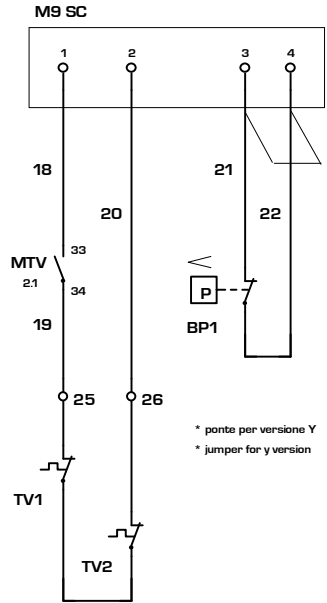 M9 SC
1 2 3 4
18 21
20 22
33
MTV
2.1
34
<
P
19
BP1
25 26
* ponte per versione Y
* jumper for y version
TV1
TV2